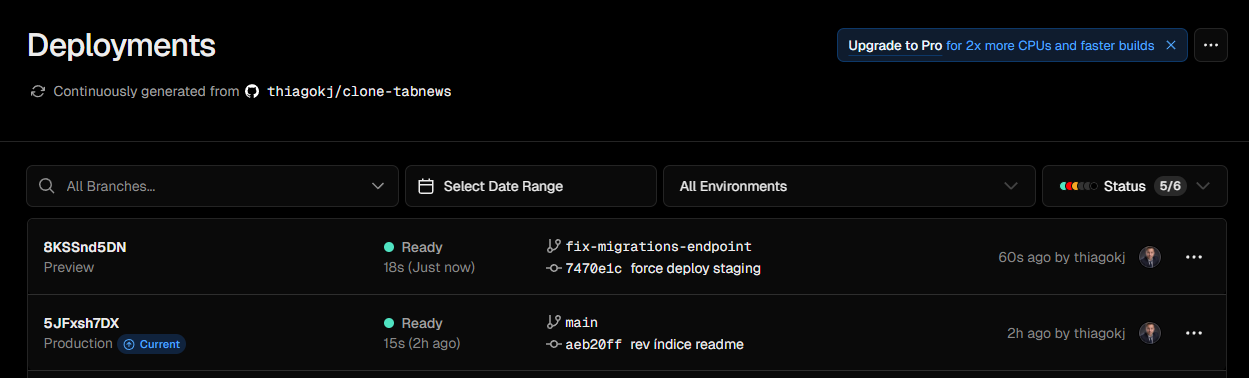 Deployments
Upgrade to Pro for 2x more CPUs and faster builds
Continuously generated from thiagokj/clone-tabnews
All Branches...
Select Date Range
All Environments
Status 5/6
8KSSnd5DN
Preview
Ready
18s (Just now)
fix-migrations-endpoint
7470e1c force deploy staging
60s ago by thiagokj
5JFxsh7DX
Production Current
Ready
15s (2h ago)
main
aeb20ff rev índice readme
2h ago by thiagokj